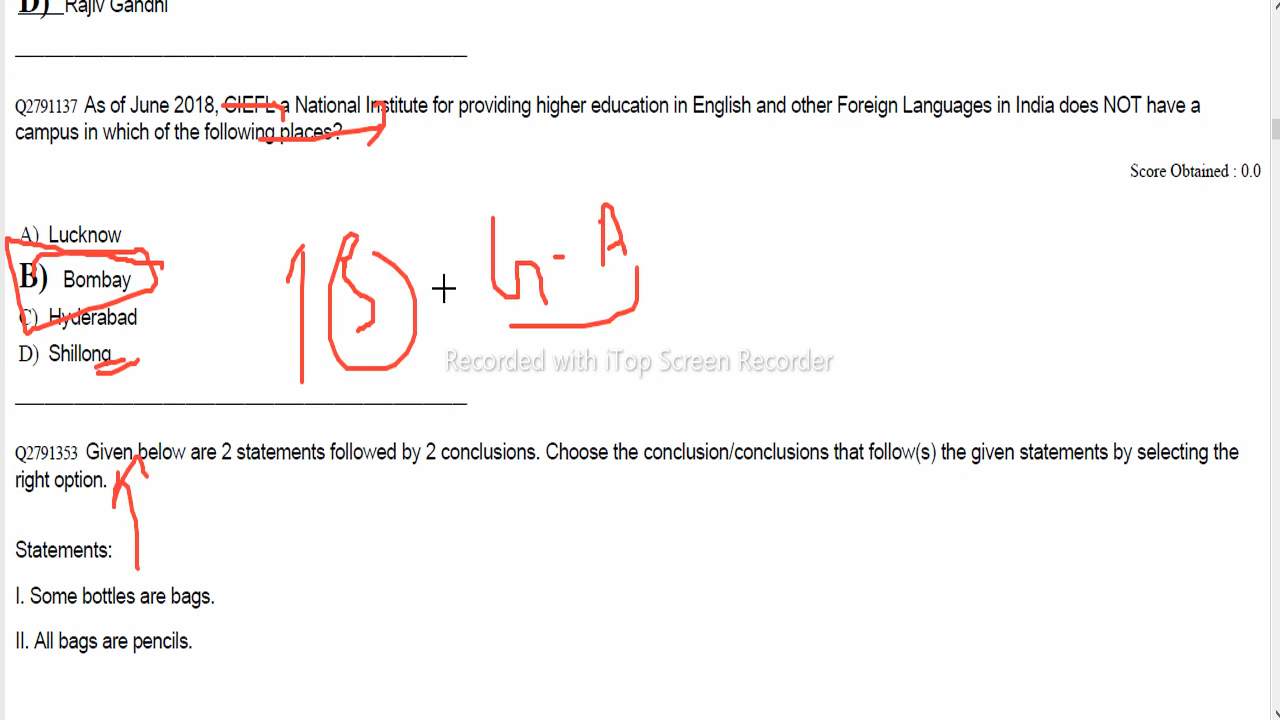 D) Rajiv Gandhi
Q2791137 As of June 2018, CIEFL a National Institute for providing higher education in English and other Foreign Languages in India does NOT have a
campus in which of the following places?
Score Obtained : 0.0
A) Lucknow
B) Bombay
C) Hyderabad
D) Shillong
Recorded with iTop Screen Recorder
Q2791353 Given below are 2 statements followed by 2 conclusions. Choose the conclusion/conclusions that follow(s) the given statements by selecting the
right option.
Statements:
I. Some bottles are bags.
II. All bags are pencils.